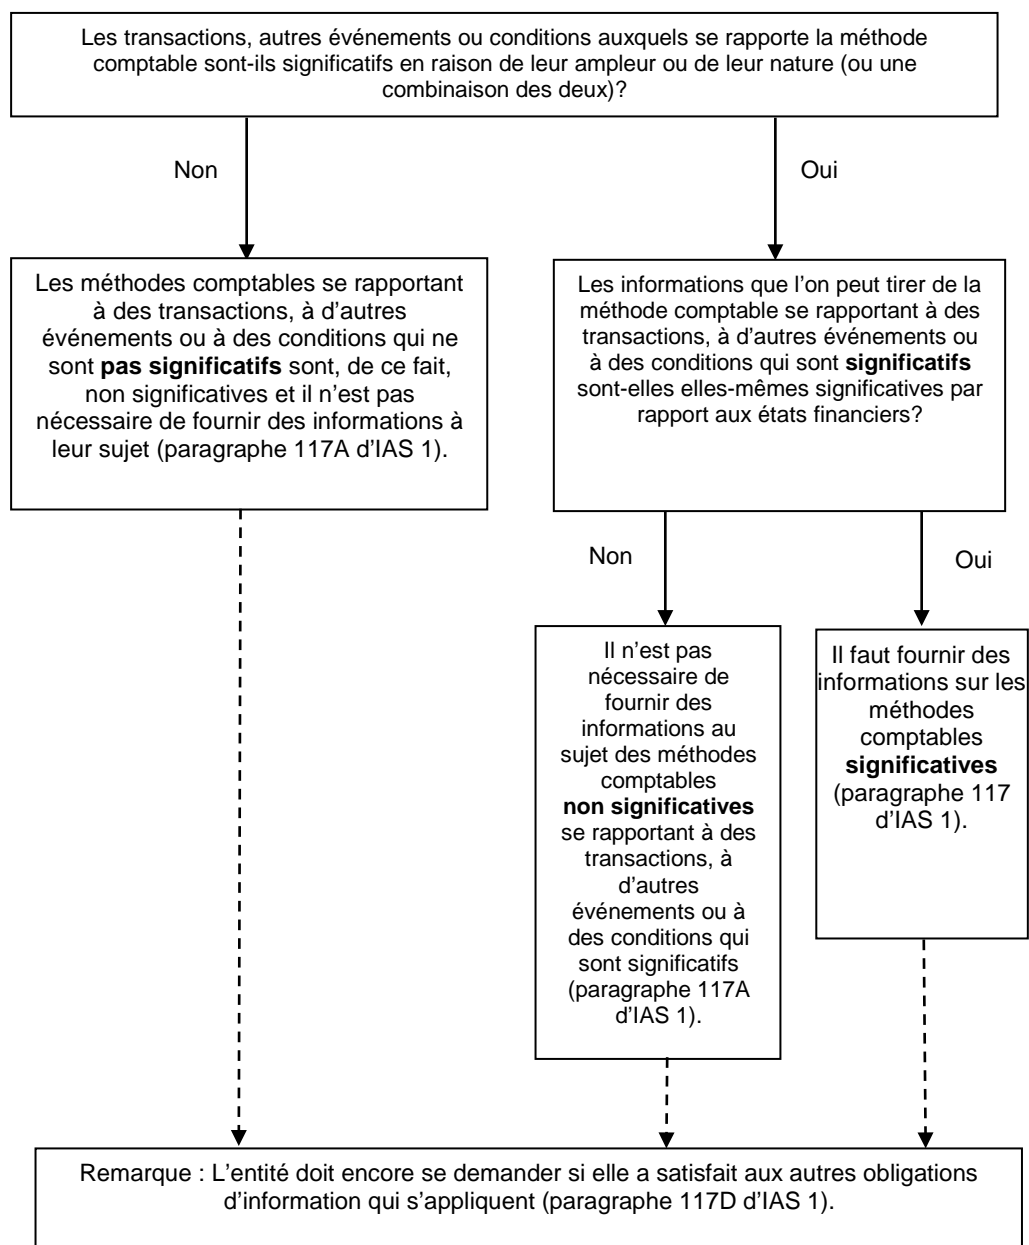 Les transactions, autres événements ou conditions auxquels se rapporte la méthode
comptable sont-ils significatifs en raison de leur ampleur ou de leur nature (ou une
combinaison des deux)?
Non
Oui
Les méthodes comptables se rapportant
à des transactions, à d'autres
événements ou à des conditions qui ne
sont pas significatifs sont, de ce fait,
non significatives et il n'est pas
nécessaire de fournir des informations à
leur sujet (paragraphe 117A d'IAS 1).
Les informations que l'on peut tirer de la
méthode comptable se rapportant à des
transactions, à d'autres événements ou
à des conditions qui sont significatifs
sont-elles elles-mêmes significatives par
rapport aux états financiers?
Non
Oui
Il n'est pas
nécessaire de
fournir des
informations au
sujet des méthodes
comptables
non significatives
se rapportant à des
transactions, à
d'autres
événements ou à
des conditions qui
sont significatifs
(paragraphe 117A
d'IAS 1).
Il faut fournir des
informations sur les
méthodes
comptables
significatives
(paragraphe 117
d'IAS 1).
Remarque : L'entité doit encore se demander si elle a satisfait aux autres obligations
d'information qui s'appliquent (paragraphe 117D d'IAS 1).